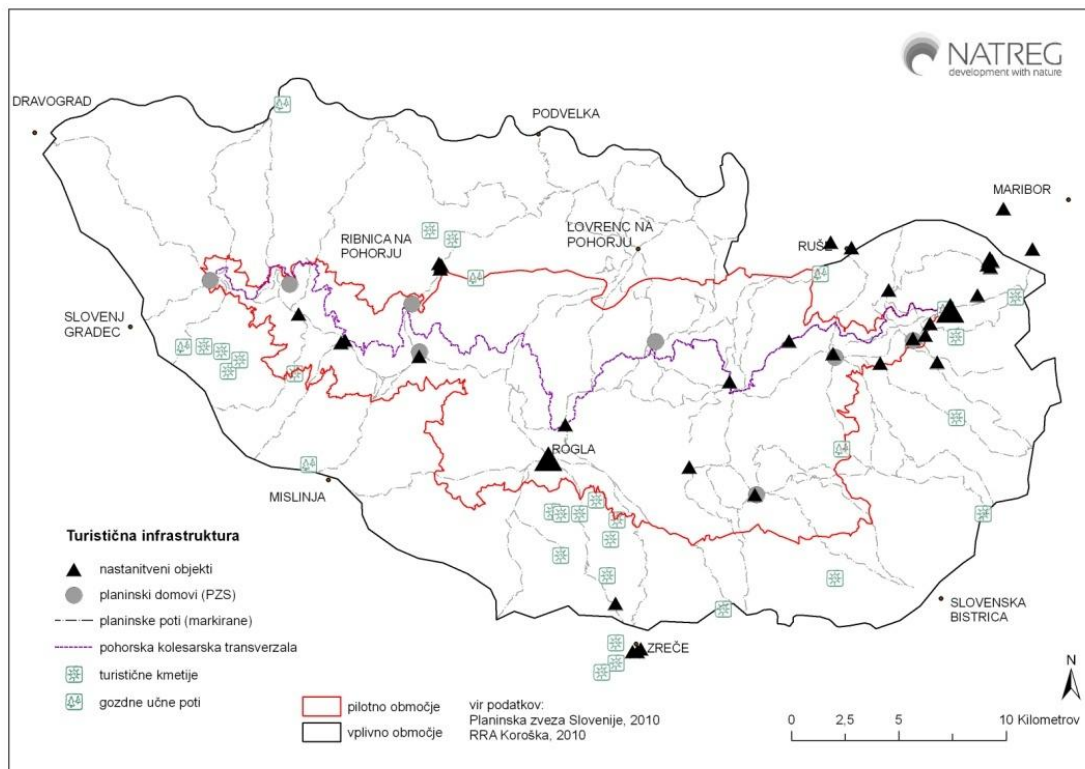 NATREG
development with nature
DRAVOGRAD
PODVELKA
MARIBOR
RIBNICA NA
POHORJU
LOVRENC NA
POHORJU
RUŠE
SLOVENJ
GRADEC
ROGLA
MISLINJA
SLOVENSKA
BISTRICA
ZREČE
Turistična infrastruktura
nastanitveni objekti
planinski domovi (PZS)
planinske poti (markirane)
pohorska kolesarska transverzala
turistične kmetije
gozdne učne poti
pilotno območje
vplivno območje
vir podatkov:
Planinska zveza Slovenije, 2010
RRA Koroška, 2010
N
0 2,5 5 10 Kilometrov